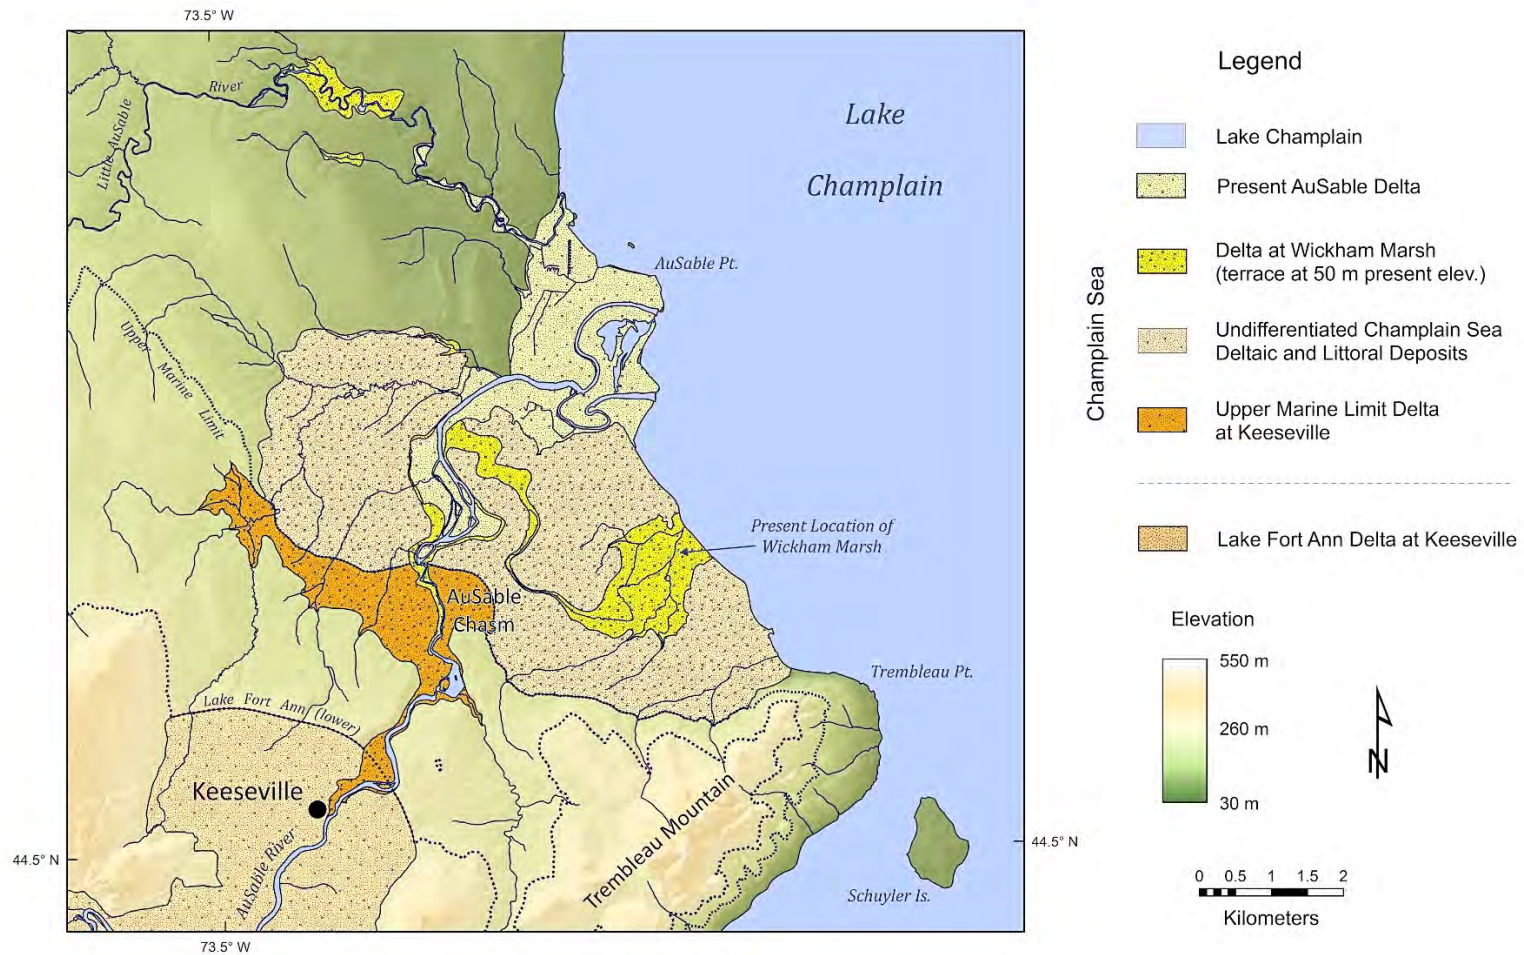 73.5° W
River
Little AuSable
Lake
Champlain
AuSable Pt.
Upper Marine Limit
Present Location of
Wickham Marsh
AuSable
Chasm
Trembleau Pt.
Lake Fort Ann (lower)
Keeseville
AuSable River
Trembleau Mountain
Schuyler Is.
44.5° N
44.5° N
73.5° W
Legend
Lake Champlain
Present AuSable Delta
Champlain Sea
Delta at Wickham Marsh
(terrace at 50 m present elev.)
Undifferentiated Champlain Sea
Deltaic and Littoral Deposits
Upper Marine Limit Delta
at Keeseville
Lake Fort Ann Delta at Keeseville
Elevation
550 m
260 m
30 m
N
0 0.5 1 1.5 2
Kilometers